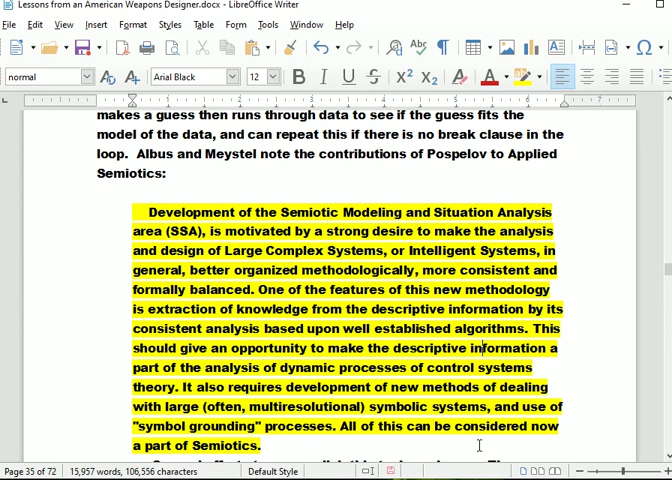 Lessons from an American Weapons Designer.docx - LibreOffice Writer
File Edit View Insert Format Styles Table Form Tools Window Help
normal Arial Black 12
makes a guess then runs through data to see if the guess fits the
model of the data, and can repeat this if there is no break clause in the
loop. Albus and Meystel note the contributions of Pospelov to Applied
Semiotics:
Development of the Semiotic Modeling and Situation Analysis
area (SSA), is motivated by a strong desire to make the analysis
and design of Large Complex Systems, or Intelligent Systems, in
general, better organized methodologically, more consistent and
formally balanced. One of the features of this new methodology
is extraction of knowledge from the descriptive information by its
consistent analysis based upon well established algorithms. This
should give an opportunity to make the descriptive information a
part of the analysis of dynamic processes of control systems
theory. It also requires development of new methods of dealing
with large (often, multiresolutional) symbolic systems, and use of
"symbol grounding" processes. All of this can be considered now
a part of Semiotics.
Page 35 of 72 15,957 words, 106,556 characters Default Style